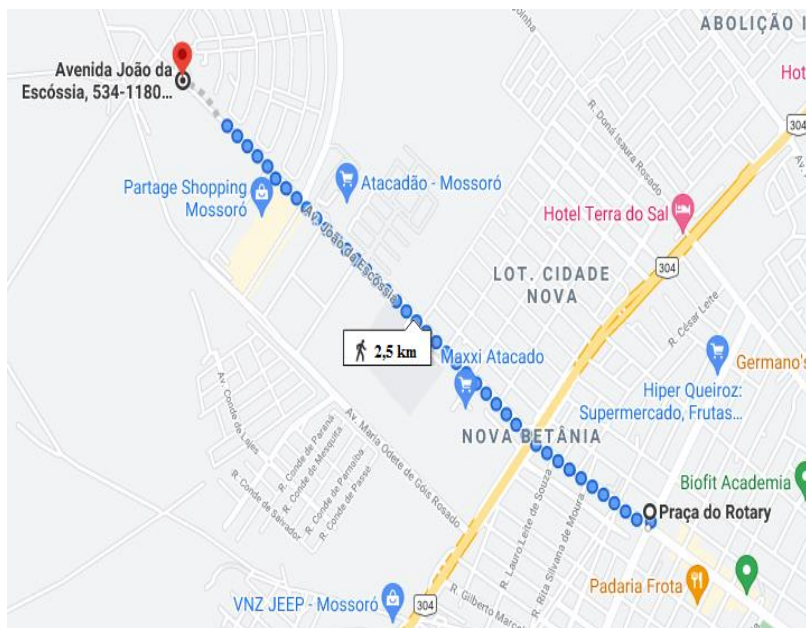 ABOLIÇÃO I
Avenida João da
Escóssia, 534-1180...
Hot
304
R. Doná Isaura Rosado
Partage Shopping
Mossoró
Atacadão - Mossoró
Av. João da Escóssia
Hotel Terra do Sal
304
LOT. CIDADE
NOVA
R. César Leite
2,5 km
Maxxi Atacado
Germano's
Hiper Queiroz:
Supermercado, Frutas...
Av. Conde de Lajes
R. Conde de Paraná
R. Conde de Mesquita
R. Conde de Parnaíba
R. Conde de Passé
R. Conde de Salvador
Av. Maria Odete de Góis Rosado
NOVA BETÂNIA
R. Lauro Leite de Souza
R. Rita Silvana de Moura
Biofit Academia
Praça do Rotary
Padaria Frota
VNZ JEEP - Mossoró
304
R. Gilberto Marcel